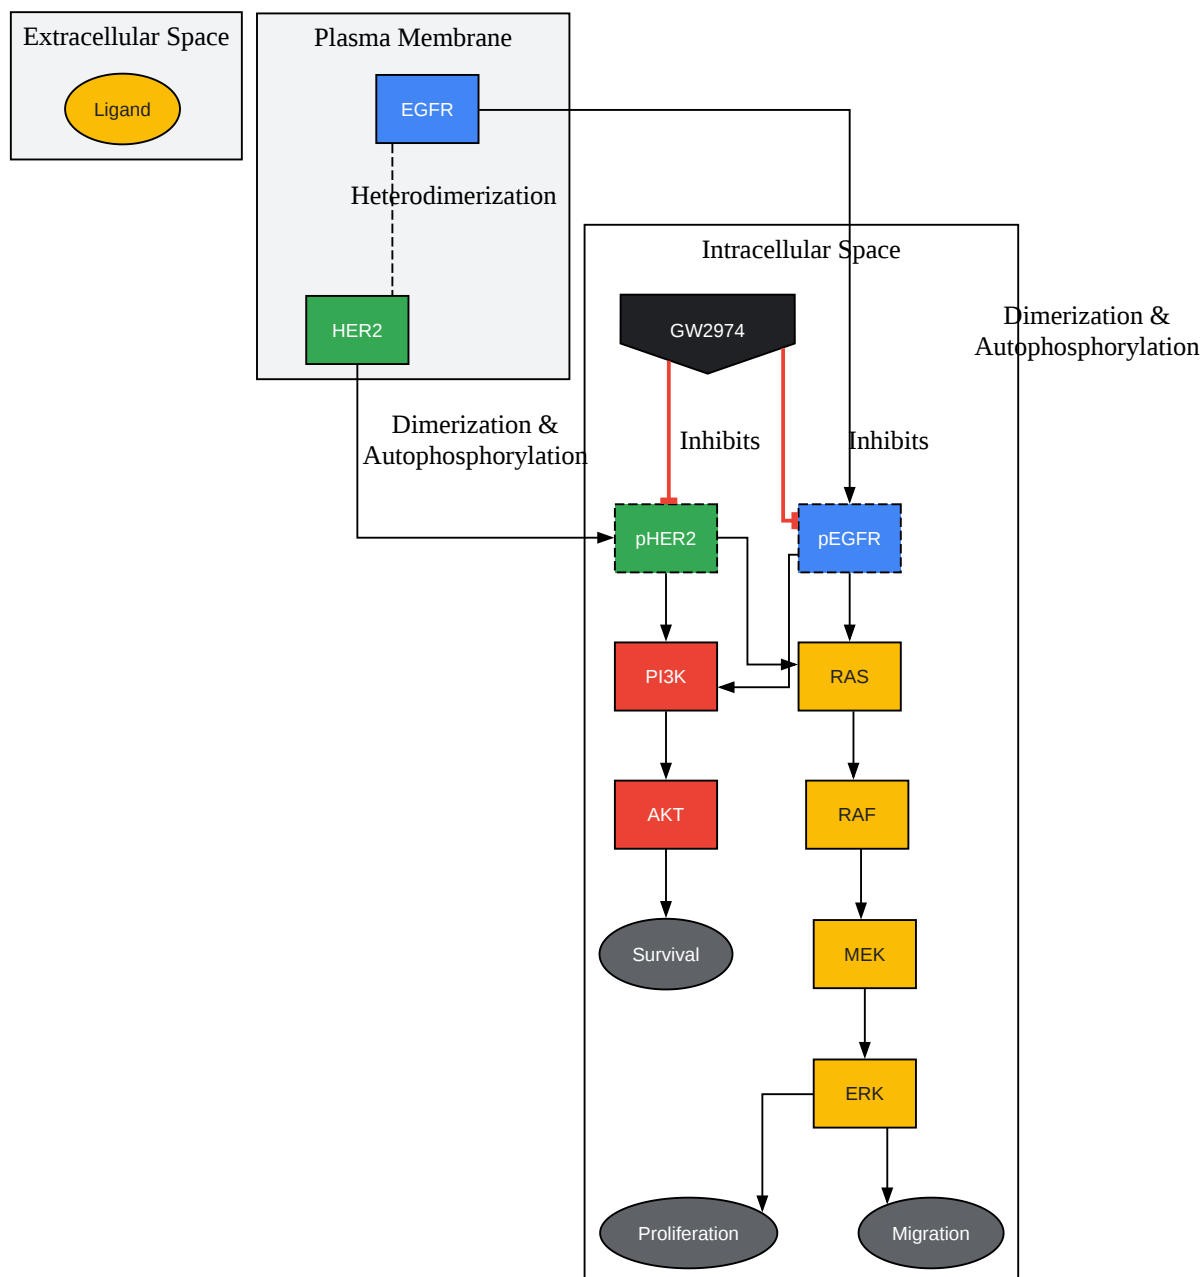 Extracellular Space
Plasma Membrane
Ligand
EGFR
Heterodimerization
Intracellular Space
HER2
GW2974
Dimerization &
Autophosphorylation
Dimerization &
Autophosphorylation
Inhibits
Inhibits
pHER2
pEGFR
PI3K
RAS
AKT
RAF
Survival
MEK
ERK
Proliferation
Migration